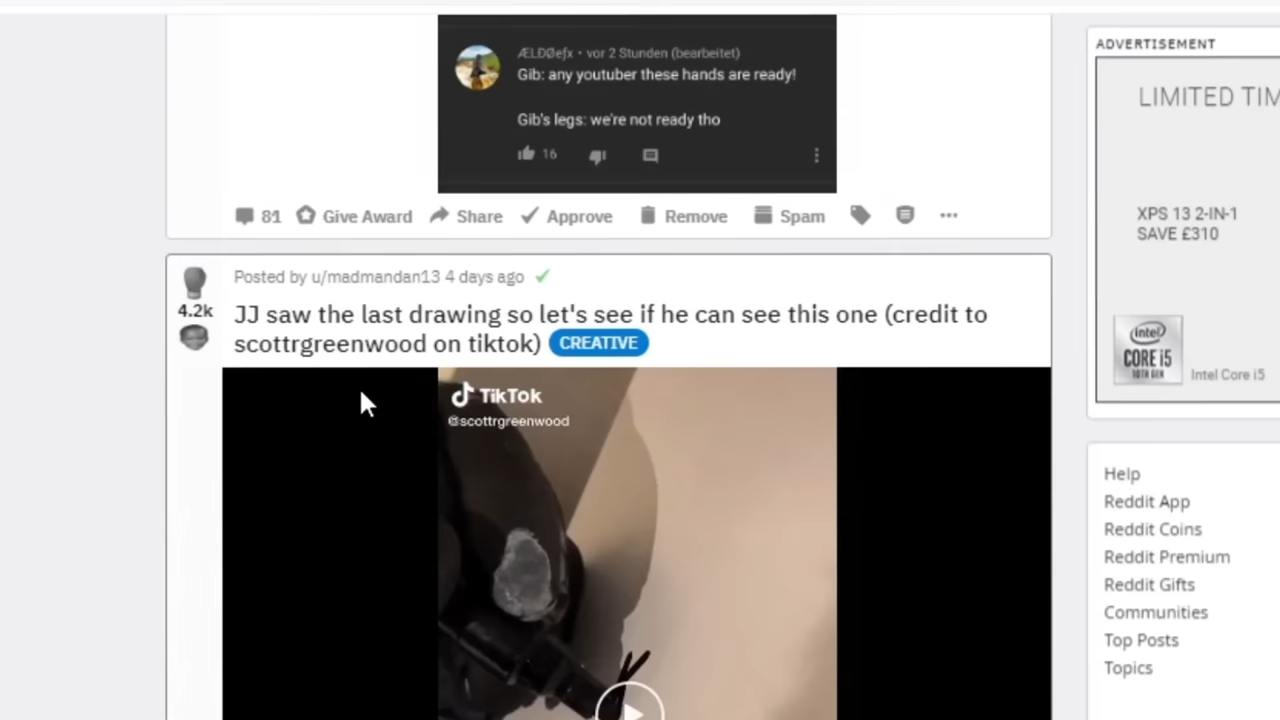 ÆLÐØefx • vor 2 Stunden (bearbeitet)
Gib: any youtuber these hands are ready!
Gib's legs: we're not ready tho
16
81 Give Award Share Approve Remove Spam
Posted by u/madmandan13 4 days ago
4.2k
JJ saw the last drawing so let's see if he can see this one (credit to
scottrgreenwood on tiktok) CREATIVE
TikTok
@scottrgreenwood
ADVERTISEMENT
LIMITED TIM
XPS 13 2-IN-1
SAVE £310
intel
CORE i5
10TH GEN
Intel Core i5
Help
Reddit App
Reddit Coins
Reddit Premium
Reddit Gifts
Communities
Top Posts
Topics